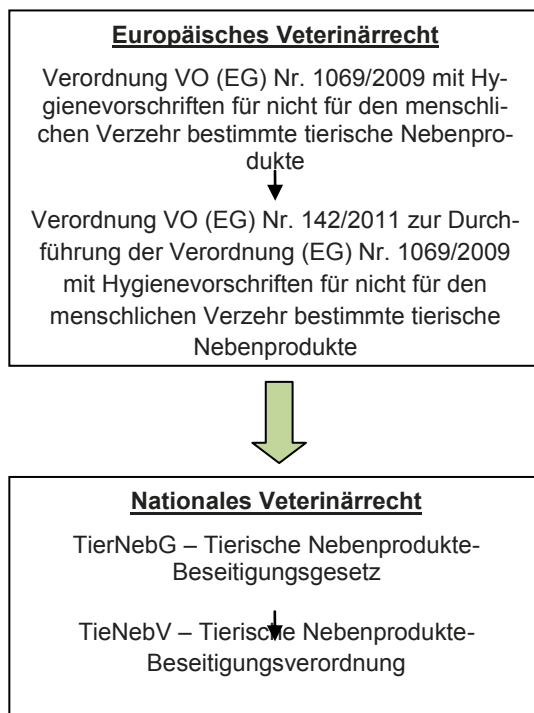 Europäisches Veterinärrecht
Verordnung VO (EG) Nr. 1069/2009 mit Hy-
gienevorschriften für nicht für den menschli-
chen Verzehr bestimmte tierische Nebenpro-
dukte
Verordnung VO (EG) Nr. 142/2011 zur Durch-
führung der Verordnung (EG) Nr. 1069/2009
mit Hygienevorschriften für nicht für den
menschlichen Verzehr bestimmte tierische
Nebenprodukte
Nationales Veterinärrecht
TierNebG – Tierische Nebenprodukte-
Beseitigungsgesetz
TieNebV – Tierische Nebenprodukte-
Beseitigungsverordnung